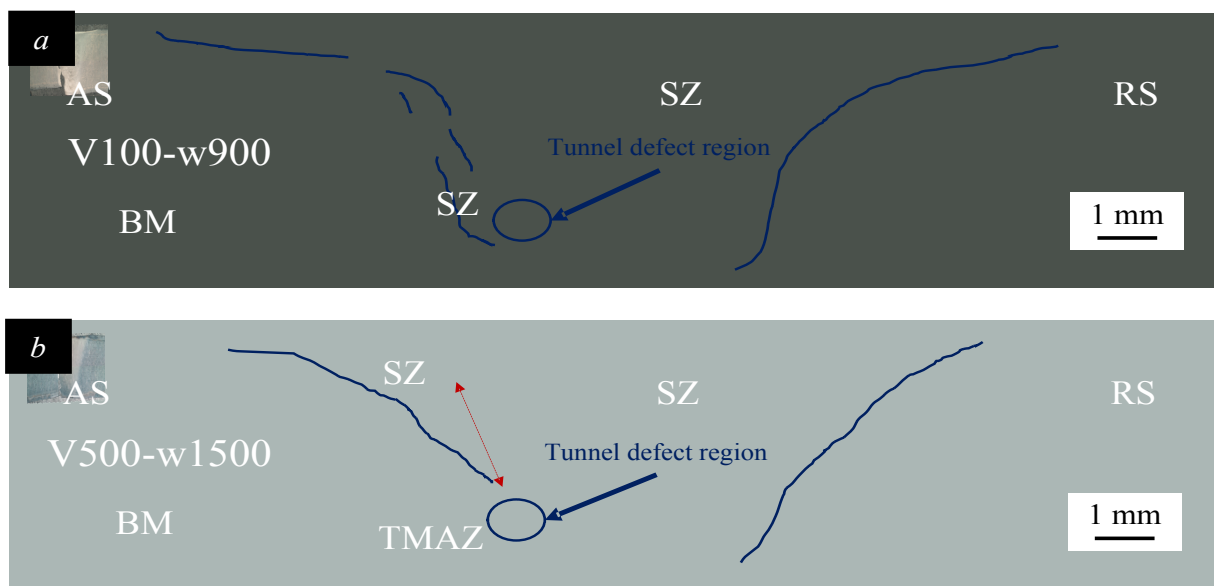 a
AS
SZ
RS
V100-w900
Tunnel defect region
SZ
BM
1 mm
b
SZ
AS
SZ
RS
V500-w1500
Tunnel defect region
BM
TMAZ
1 mm